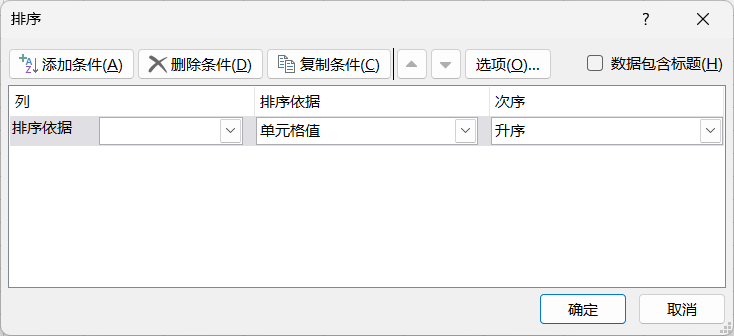 排序
?
添加条件(A) 删除条件(D) 复制条件(C) 选项(O)... 数据包含标题(H)
列 排序依据 次序
排序依据 单元格值 升序
确定 取消